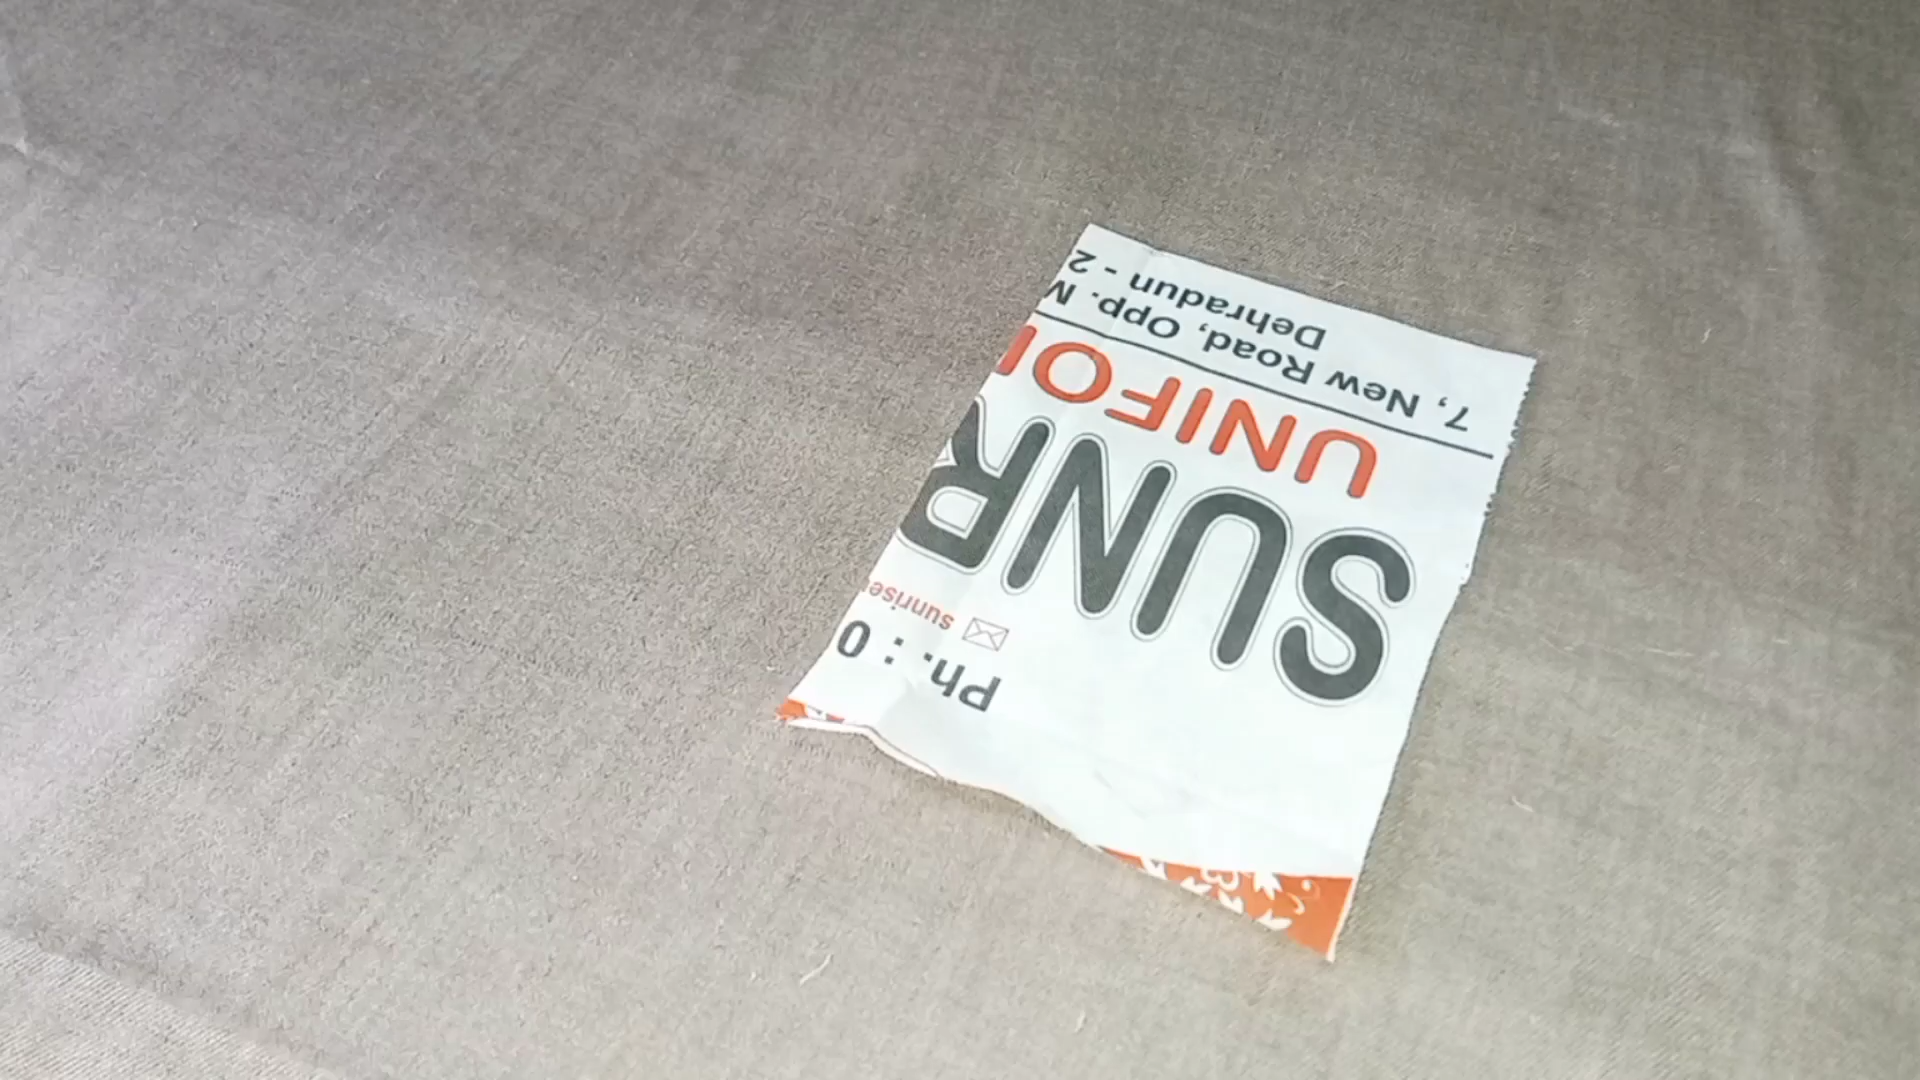 Ph. : 0
sunrise
SUNR
UNIFO
7, New Road, Opp. M
Dehradun - 2